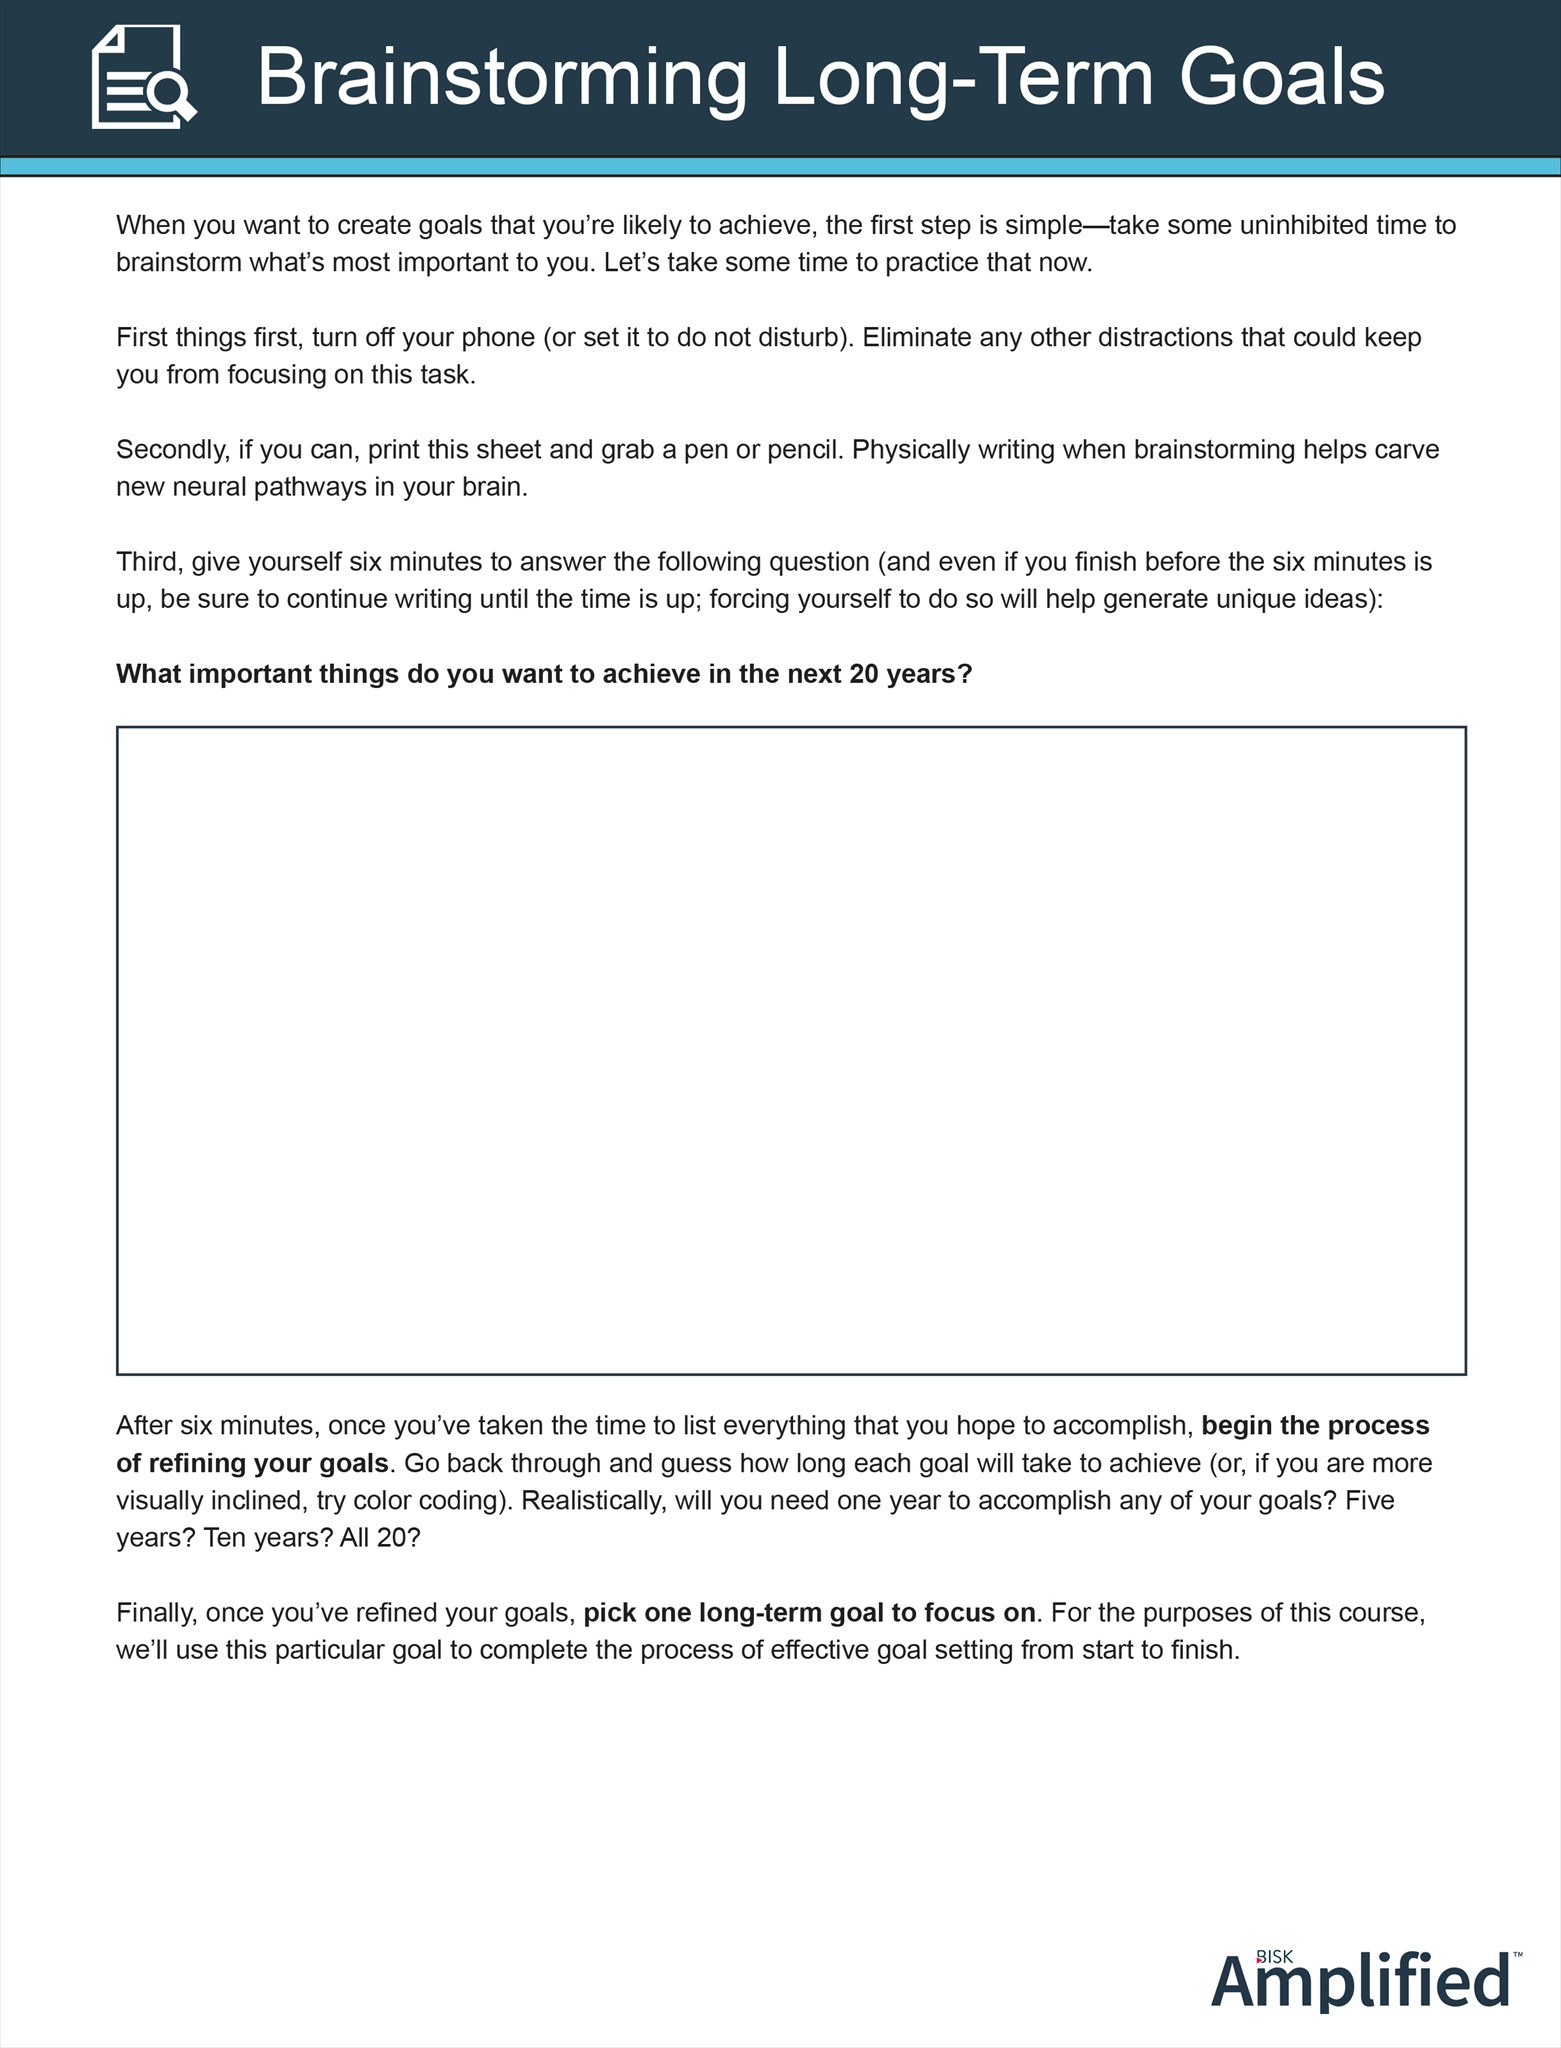 Brainstorming Long-Term Goals
When you want to create goals that you’re likely to achieve, the first step is simple—take some uninhibited time to
brainstorm what’s most important to you. Let’s take some time to practice that now.
First things first, turn off your phone (or set it to do not disturb). Eliminate any other distractions that could keep
you from focusing on this task.
Secondly, if you can, print this sheet and grab a pen or pencil. Physically writing when brainstorming helps carve
new neural pathways in your brain.
Third, give yourself six minutes to answer the following question (and even if you finish before the six minutes is
up, be sure to continue writing until the time is up; forcing yourself to do so will help generate unique ideas):
What important things do you want to achieve in the next 20 years?
After six minutes, once you’ve taken the time to list everything that you hope to accomplish, begin the process
of refining your goals. Go back through and guess how long each goal will take to achieve (or, if you are more
visually inclined, try color coding). Realistically, will you need one year to accomplish any of your goals? Five
years? Ten years? All 20?
Finally, once you’ve refined your goals, pick one long-term goal to focus on. For the purposes of this course,
we’ll use this particular goal to complete the process of effective goal setting from start to finish.
BISK
Amplified™